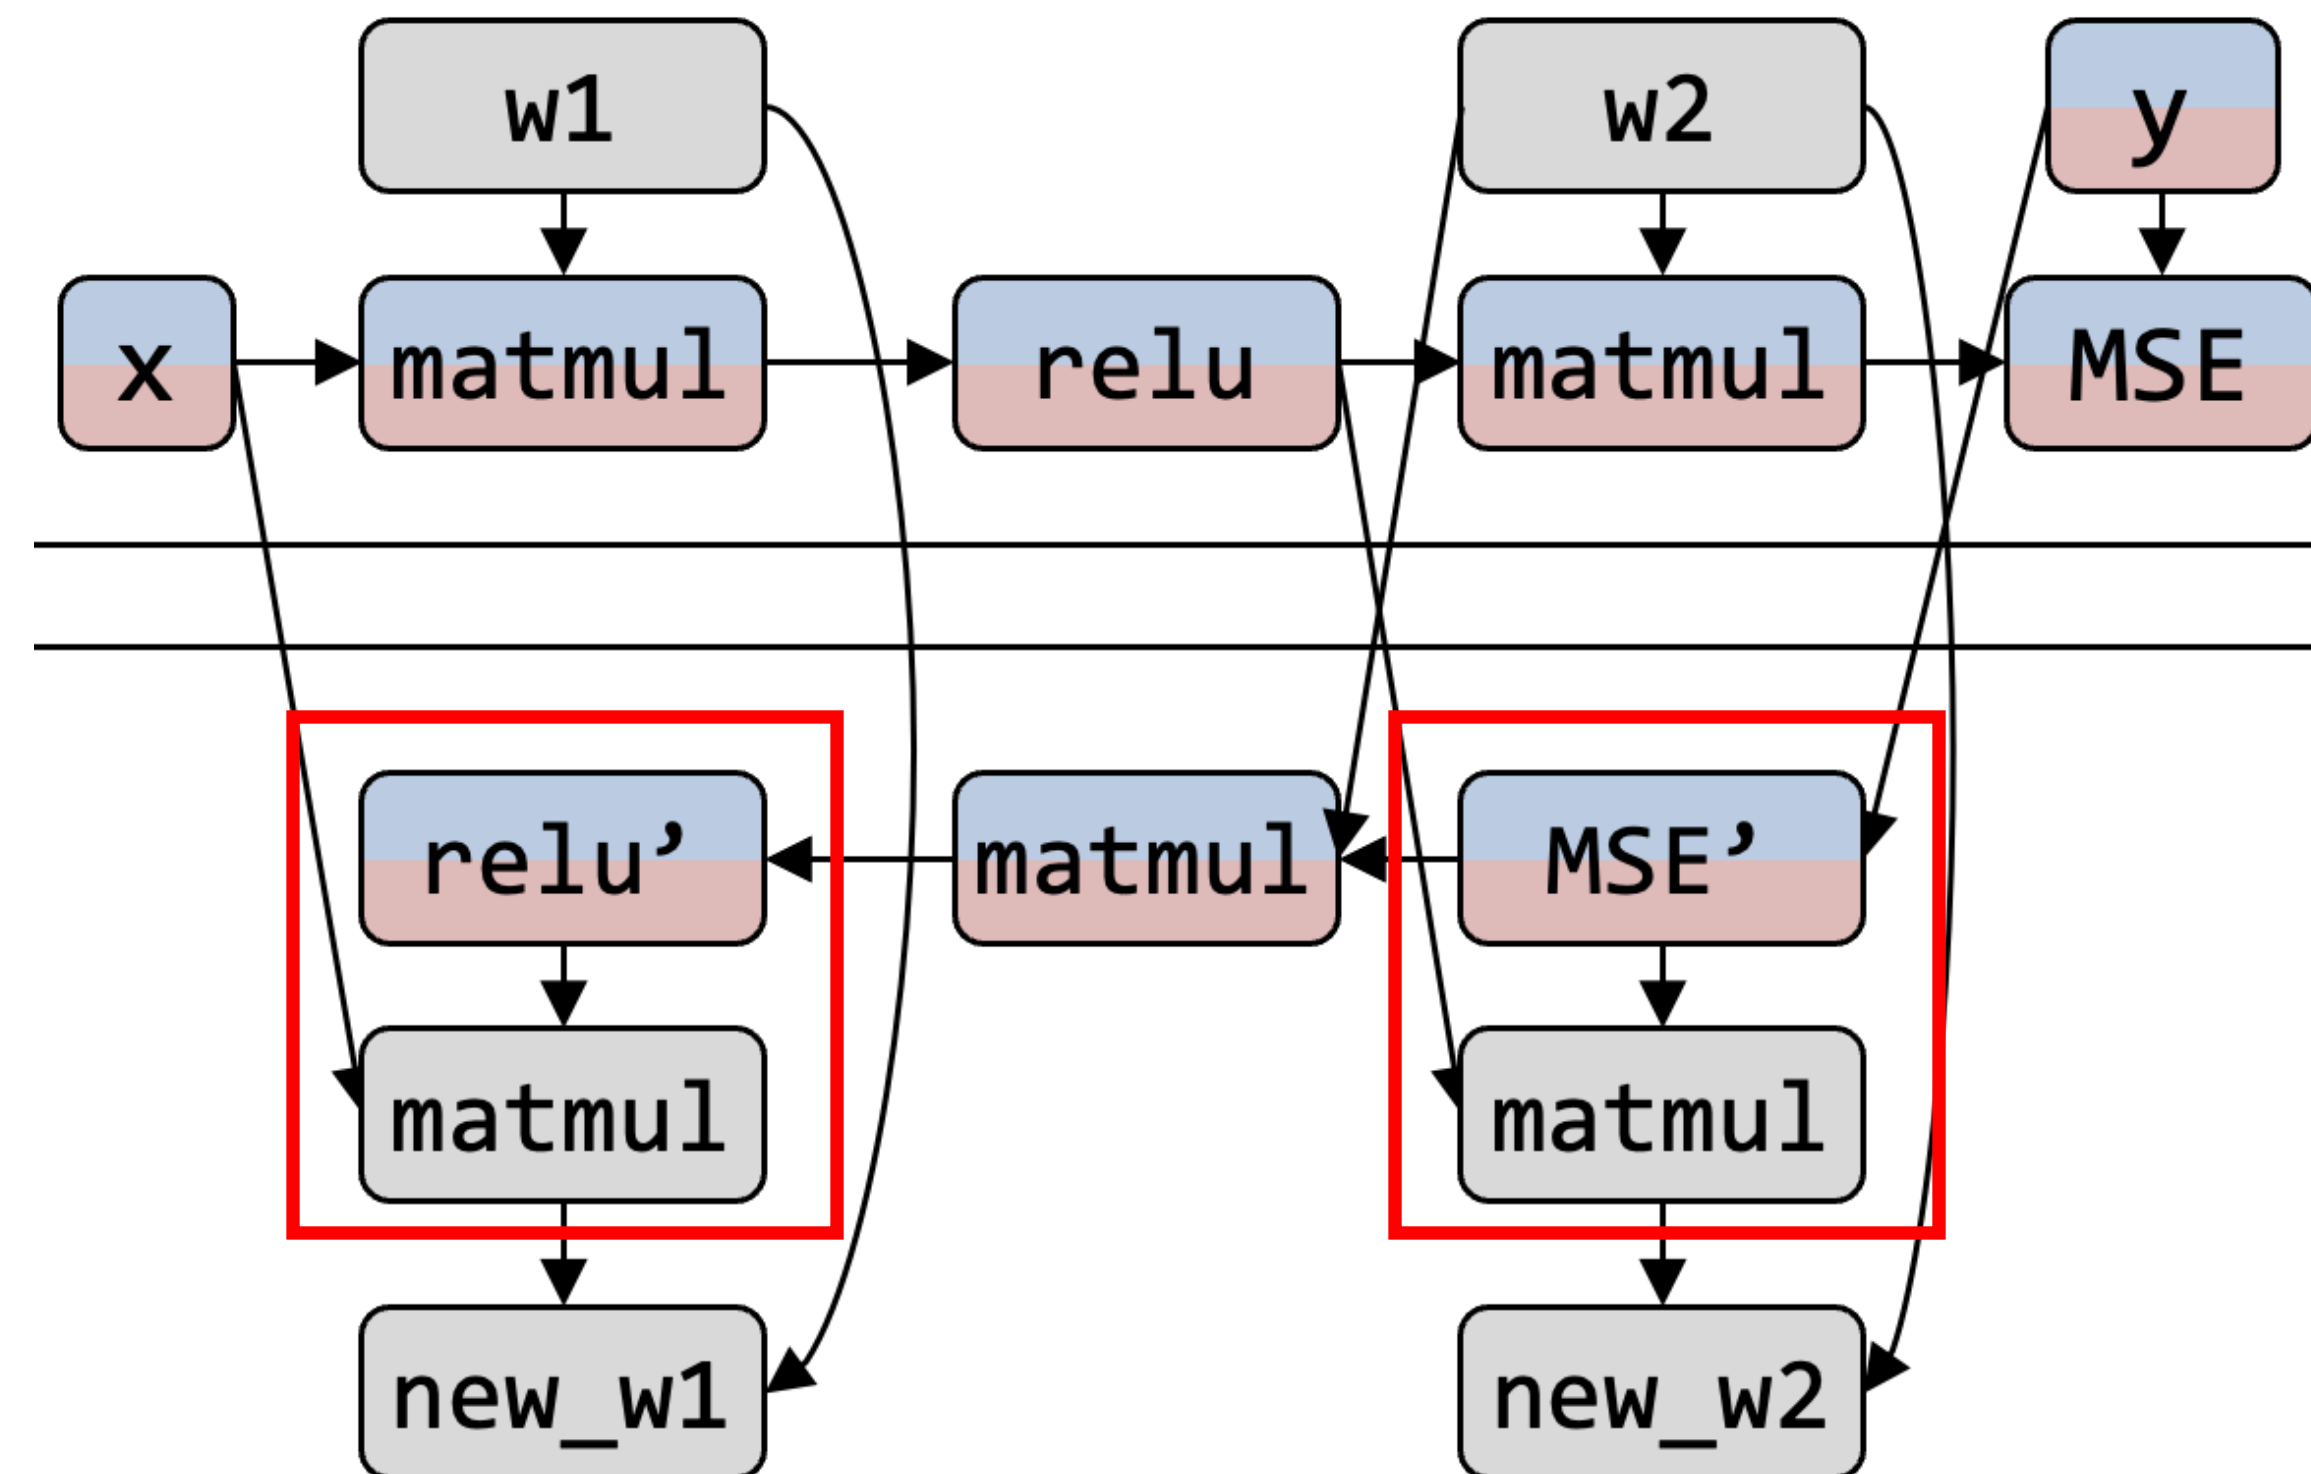 w1
w2
y
x
matmul
relu
matmul
MSE
relu’
matmul
MSE’
matmul
matmul
new_w1
new_w2